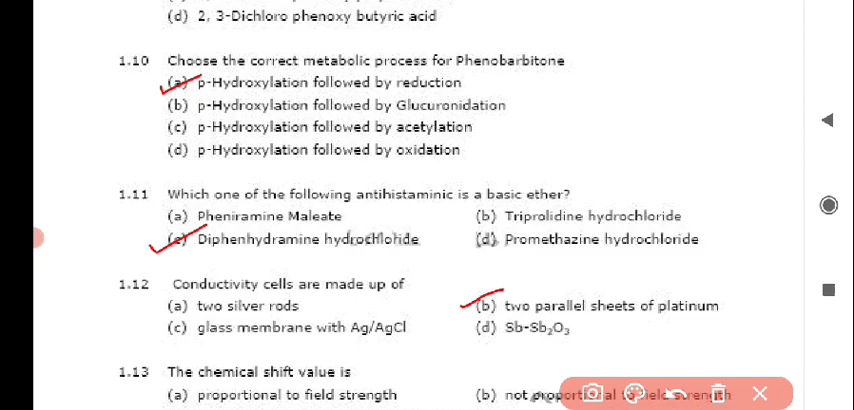 (d) 2, 3-Dichloro phenoxy butyric acid
1.10 Choose the correct metabolic process for Phenobarbitone
(a) p-Hydroxylation followed by reduction
(b) p-Hydroxylation followed by Glucuronidation
(c) p-Hydroxylation followed by acetylation
(d) p-Hydroxylation followed by oxidation
1.11 Which one of the following antihistaminic is a basic ether?
(a) Pheniramine Maleate (b) Triprolidine hydrochloride
(c) Diphenhydramine hydrochloride (d) Promethazine hydrochloride
1.12 Conductivity cells are made up of
(a) two silver rods (b) two parallel sheets of platinum
(c) glass membrane with Ag/AgCl (d) Sb-Sb₂O₃
1.13 The chemical shift value is
(a) proportional to field strength (b) not proportional to field strength